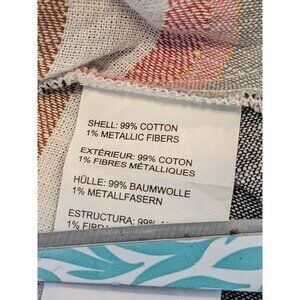 SHELL: 99% COTTON
1% METALLIC FIBERS
EXTÉRIEUR: 99% COTON
1% FIBRES MÉTALLIQUES
HÜLLE: 99% BAUMWOLLE
1% METALLFASERN
ESTRUCTURA: 99%
1%